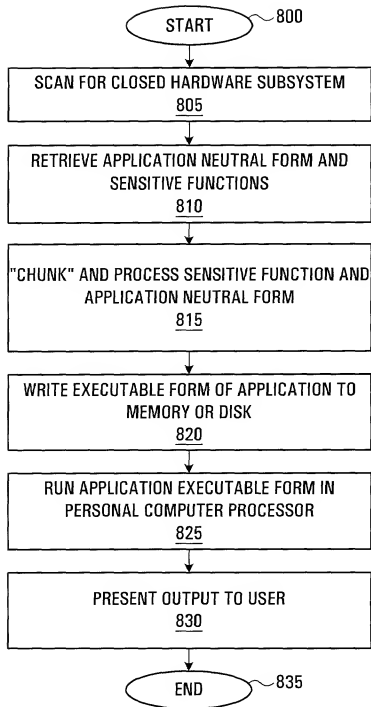 START
800
SCAN FOR CLOSED HARDWARE SUBSYSTEM
805
RETRIEVE APPLICATION NEUTRAL FORM AND
SENSITIVE FUNCTIONS
810
"CHUNK" AND PROCESS SENSITIVE FUNCTION AND
APPLICATION NEUTRAL FORM
815
WRITE EXECUTABLE FORM OF APPLICATION TO
MEMORY OR DISK
820
RUN APPLICATION EXECUTABLE FORM IN
PERSONAL COMPUTER PROCESSOR
825
PRESENT OUTPUT TO USER
830
END
835